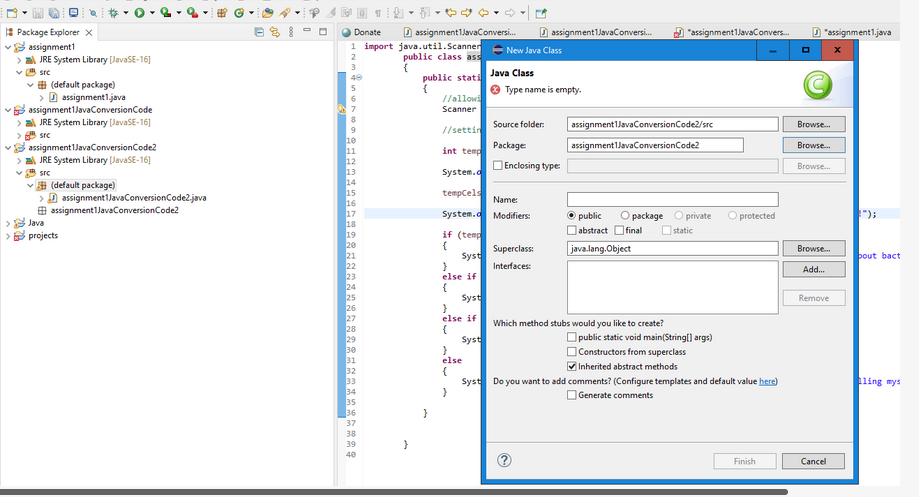 Package Explorer
assignment1
JRE System Library [JavaSE-16]
src
(default package)
assignment1.java
assignment1JavaConversionCode
JRE System Library [JavaSE-16]
src
assignment1JavaConversionCode2
JRE System Library [JavaSE-16]
src
(default package)
assignment1JavaConversionCode2.java
assignment1JavaConversionCode2
Java
projects
Donate
assignment1JavaConversi...
assignment1JavaConversi...
*assignment1JavaConvers...
*assignment1.java
1 import java.util.Scanner
2 public class ass
3 {
4 public stati
5 {
6 //allowi
7 Scanner
8
9 //settin
10
11 int temp
12
13 System.o
14
15 tempCels
16
17 System.o !");
18
19 if (temp
20 {
21 Syst bout bact
22 }
23 else if
24 {
25 Syst
26 }
27 else if
28 {
29 Syst
30 }
31 else
32 {
33 Syst lling mys
34 }
35
36 }
37
38
39 }
40
New Java Class
Java Class
Type name is empty.
Source folder: assignment1JavaConversionCode2/src Browse...
Package: assignment1JavaConversionCode2 Browse...
Enclosing type: Browse...
Name:
Modifiers: public package private protected
abstract final static
Superclass: java.lang.Object Browse...
Interfaces: Add...
Remove
Which method stubs would you like to create?
public static void main(String[] args)
Constructors from superclass
Inherited abstract methods
Do you want to add comments? (Configure templates and default value here)
Generate comments
? Finish Cancel